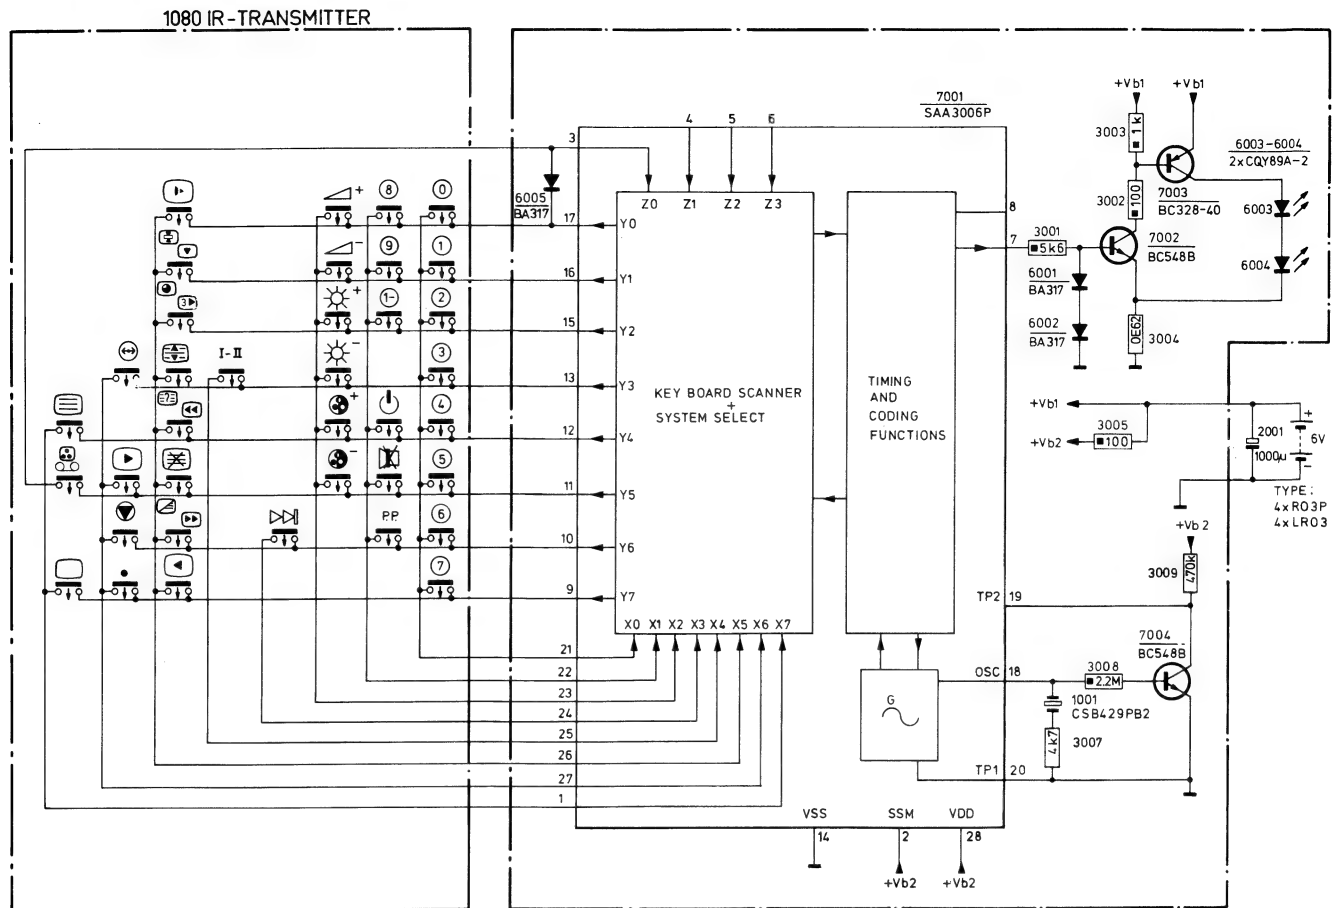 1080 IR-TRANSMITTER
7001
SAA3006P
+Vb1
+Vb1
3003
1k
6003-6004
2xCQY89A-2
3
4
5
6
7003
BC328-40
3002
100
6003
6005
BA317
Z0
Z1
Z2
Z3
+
8
0
17
Y0
8
7
3001
5k6
7002
BC548B
6004
-
9
1
16
Y1
6001
BA317
+
1-
2
3
15
Y2
6002
BA317
0E62
3004
I-II
-
3
13
Y3
KEY BOARD SCANNER
+
SYSTEM SELECT
TIMING
AND
CODING
FUNCTIONS
?
+
4
12
Y4
+Vb1
+Vb2
3005
100
2001
1000µ
+
6V
-
-
5
11
Y5
TYPE:
4xR03P
4xLR03
P.P.
6
10
Y6
+Vb2
3009
470k
7
9
Y7
TP2
19
X0
X1
X2
X3
X4
X5
X6
X7
7004
BC548B
21
22
23
24
25
26
27
1
G
OSC
18
3008
2.2M
1001
CSB429PB2
4k7
3007
TP1
20
VSS
SSM
VDD
14
2
28
+Vb2
+Vb2